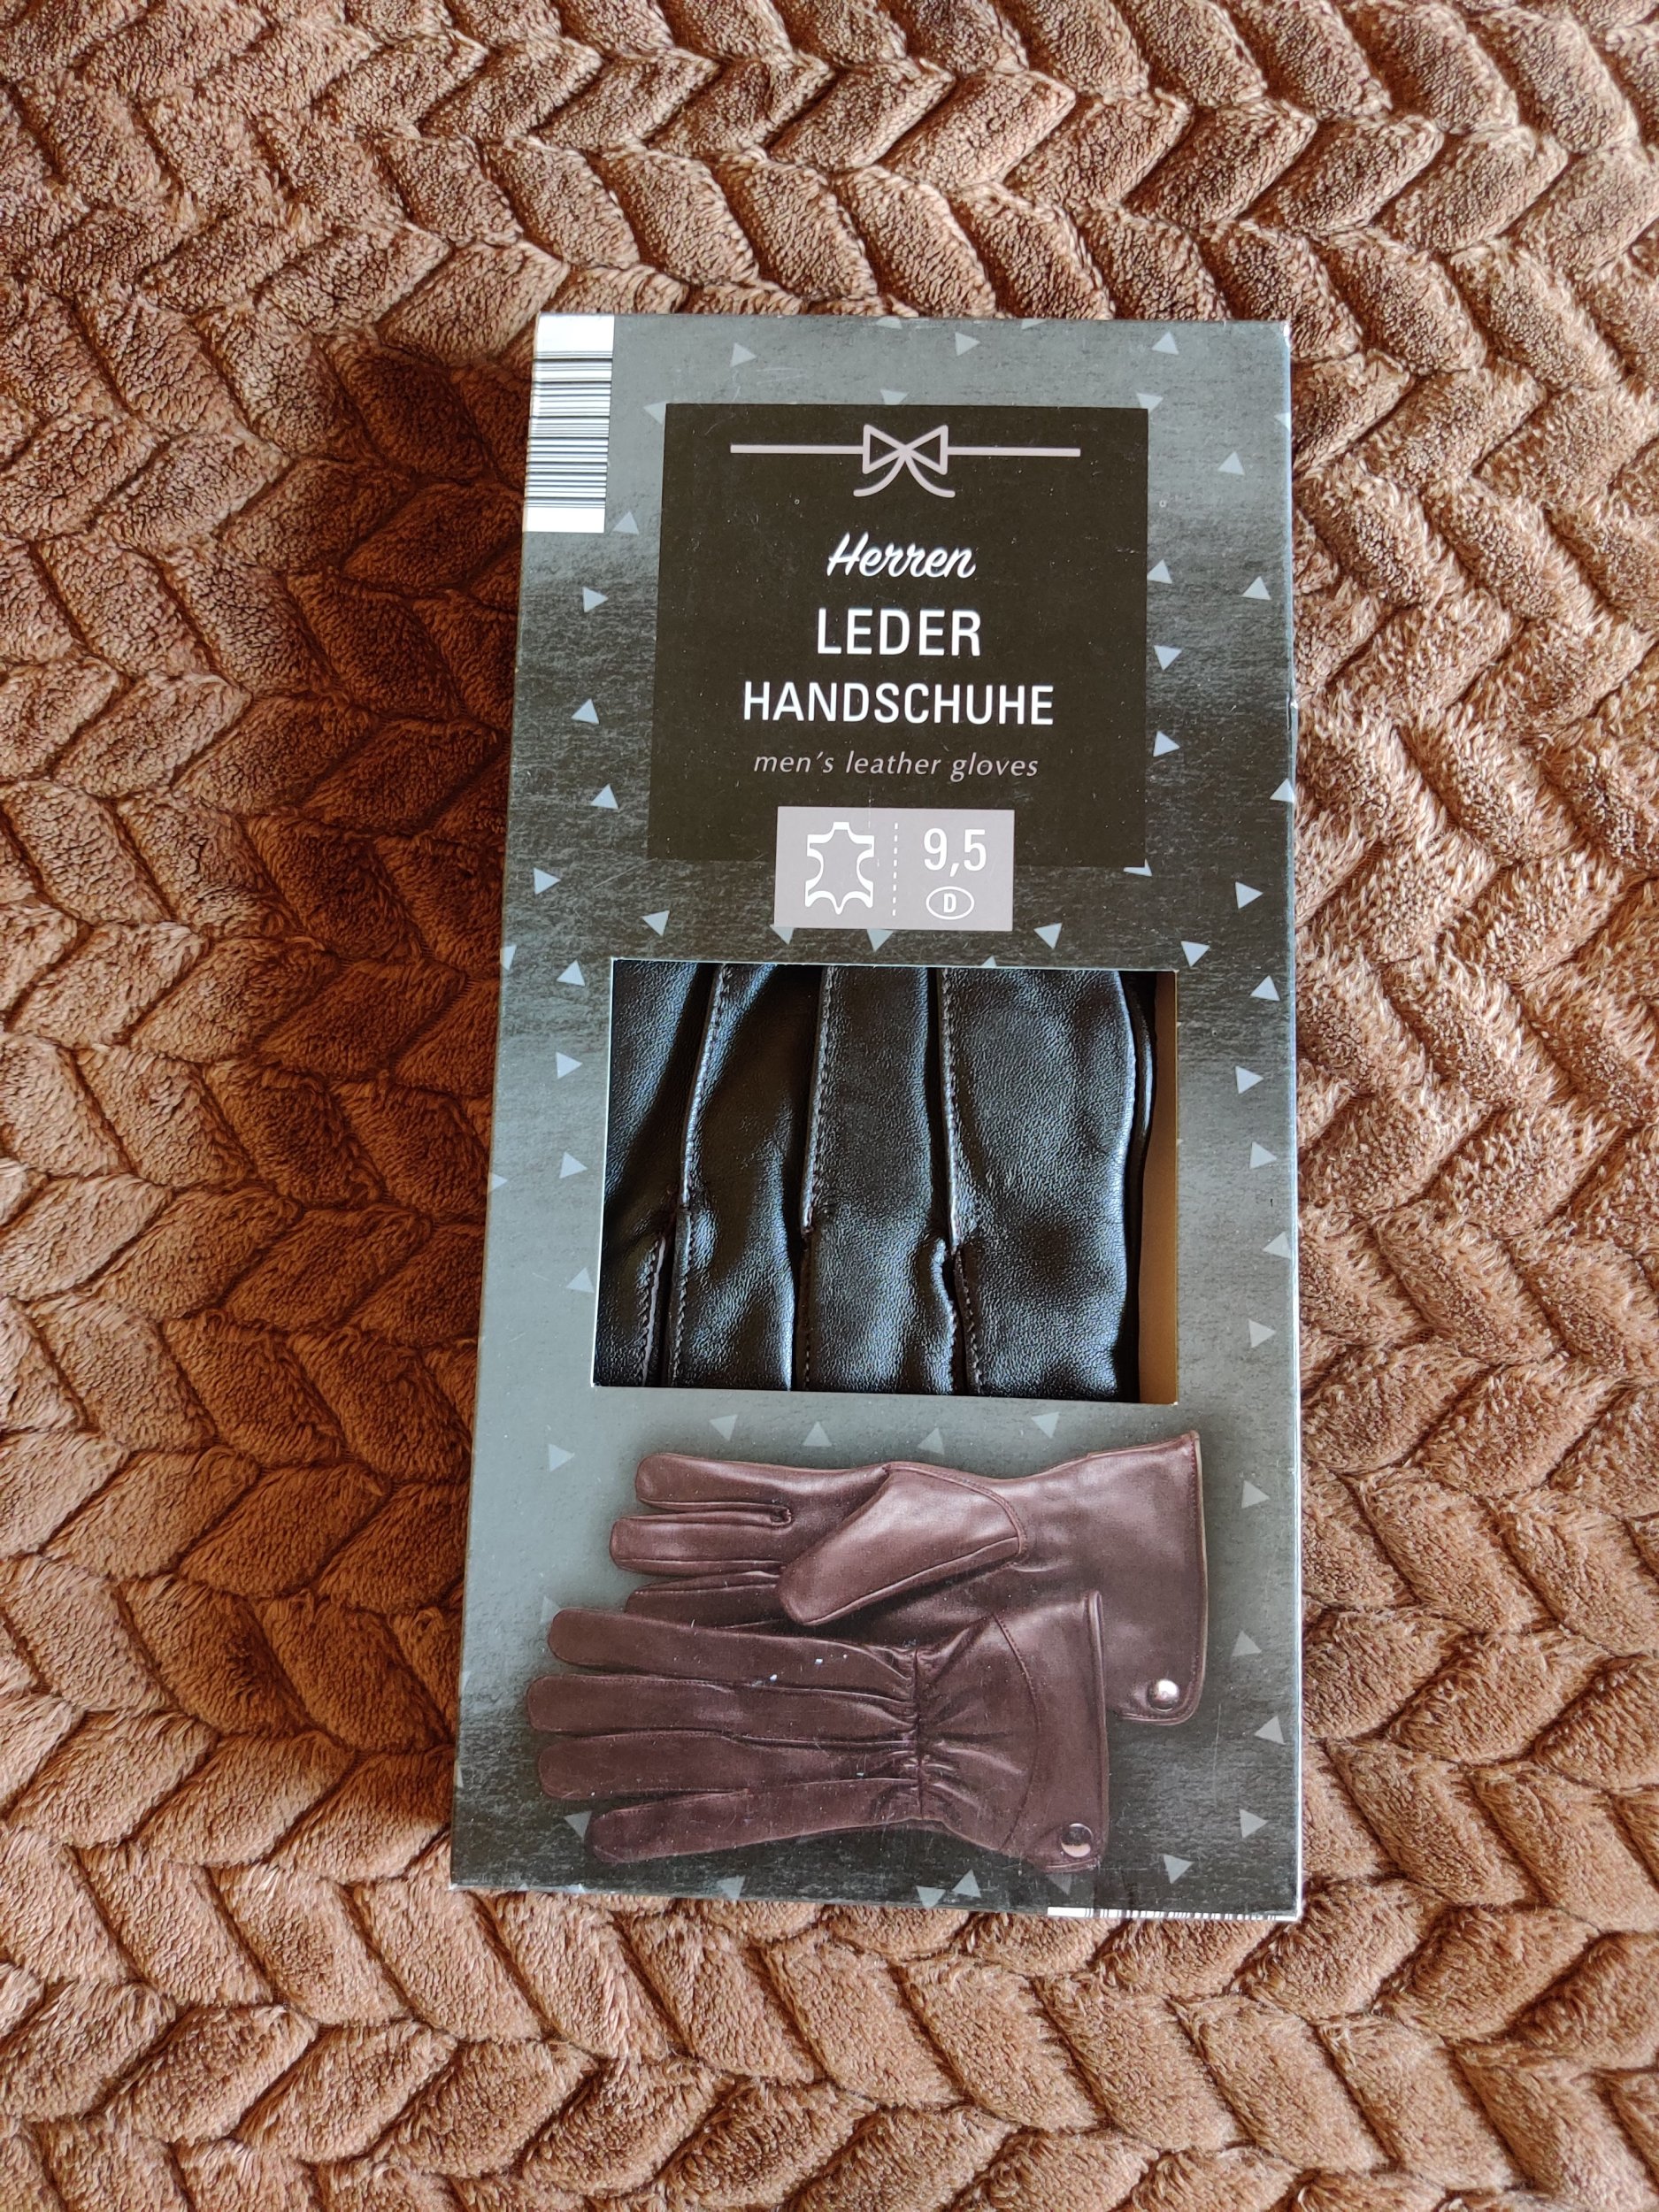 Herren
LEDER
HANDSCHUHE
men's leather gloves
9,5
D